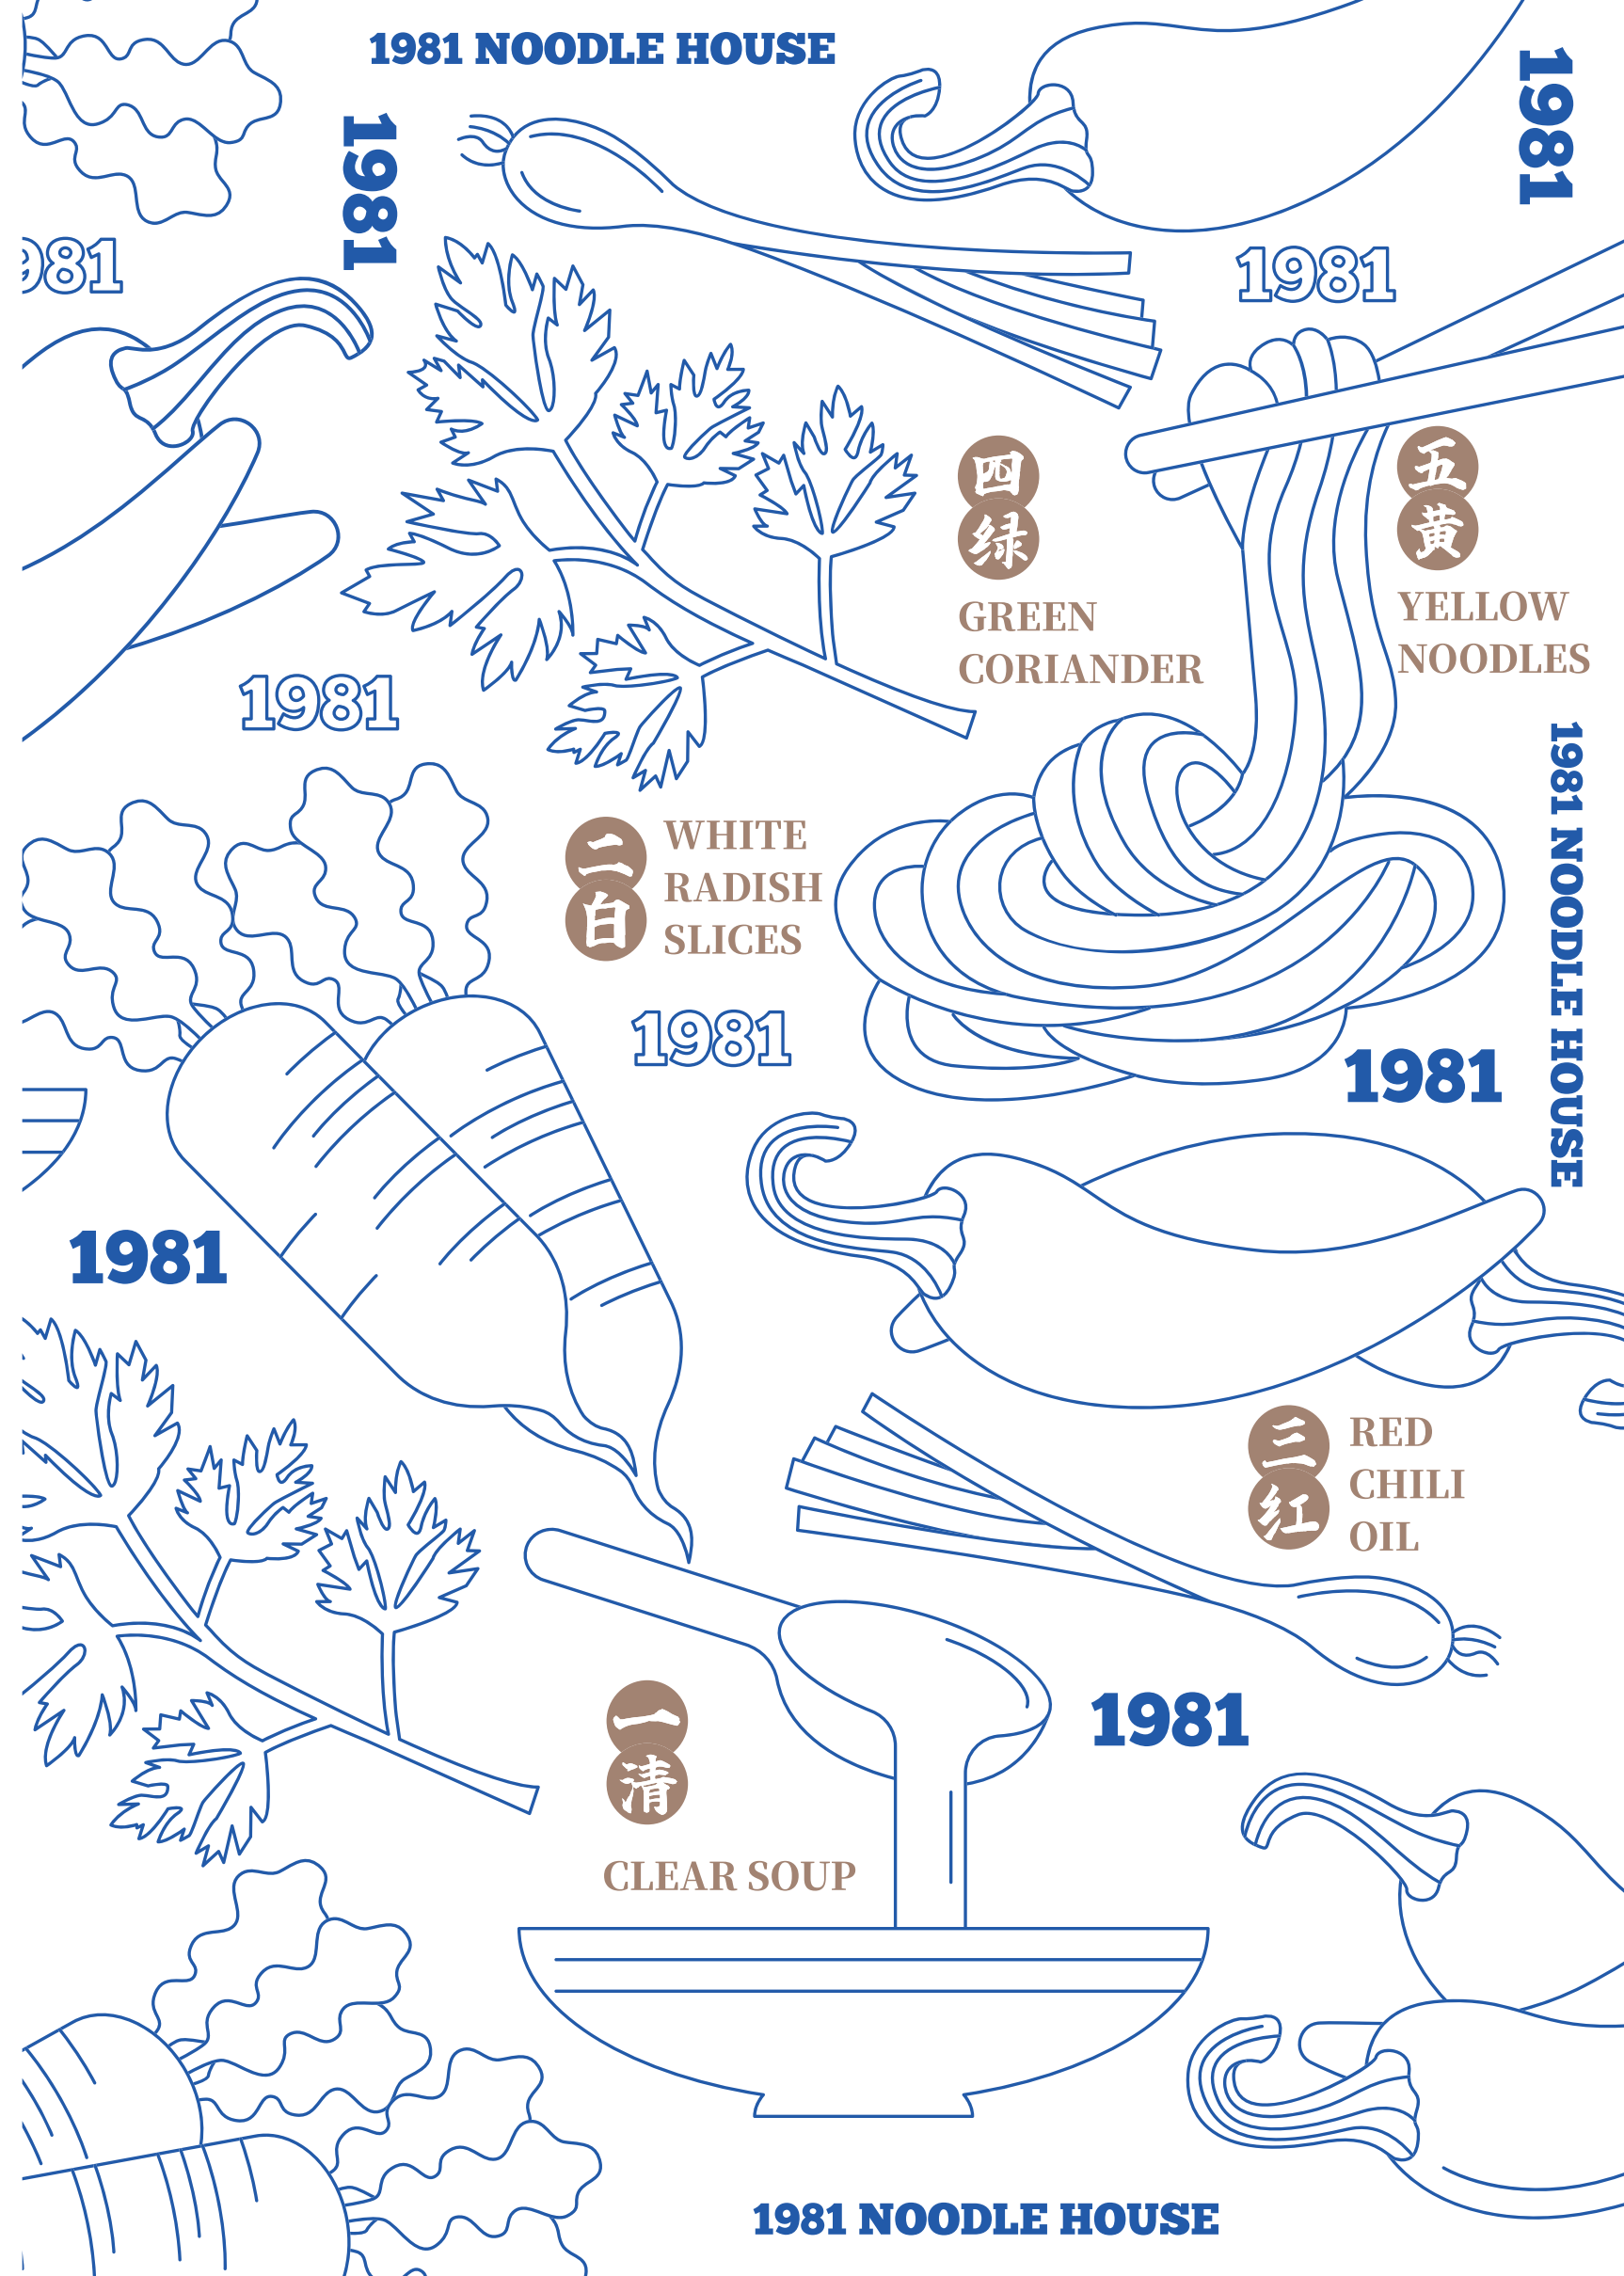 1981 NOODLE HOUSE
1981
1981
981
1981
四绿
GREEN
CORIANDER
五黄
YELLOW
NOODLES
1981
1981 NOODLE HOUSE
二白
WHITE
RADISH
SLICES
1981
1981
1981
三红
RED
CHILI
OIL
一清
CLEAR SOUP
1981
1981 NOODLE HOUSE